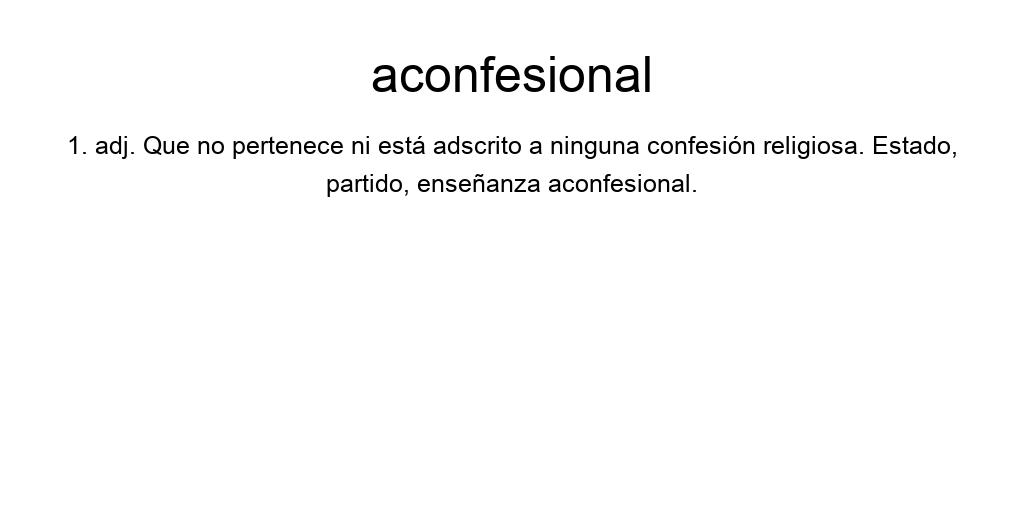 aconfesional
1. adj. Que no pertenece ni está adscrito a ninguna confesión religiosa. Estado,
partido, enseñanza aconfesional.